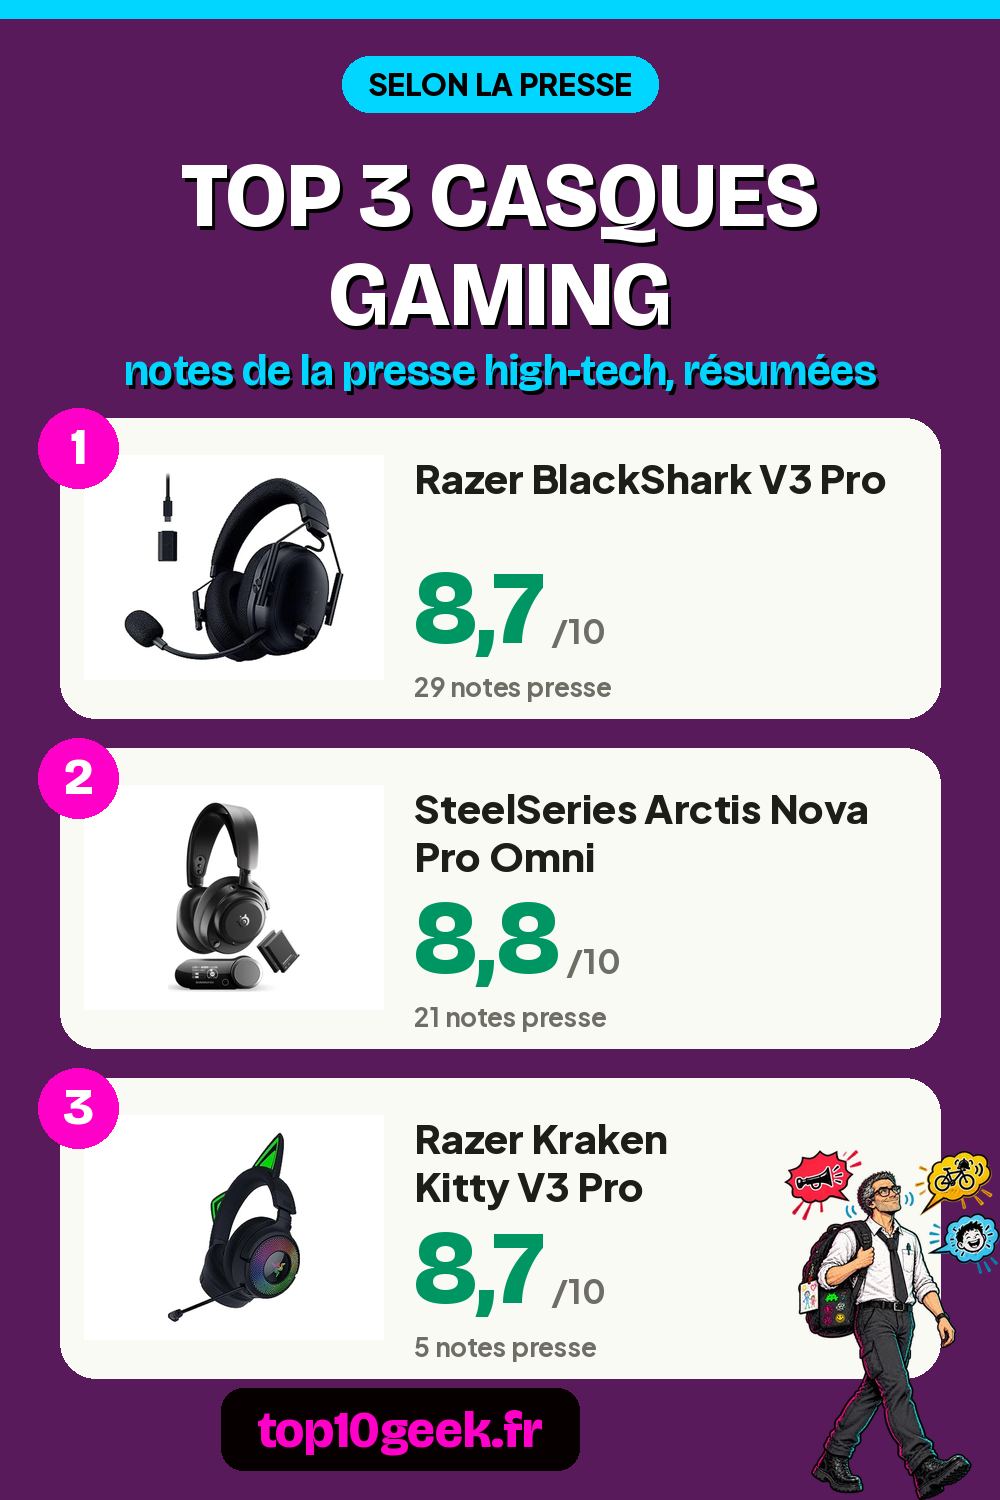 SELON LA PRESSE
TOP 3 CASQUES
GAMING
notes de la presse high-tech, résumées
1
Razer BlackShark V3 Pro
8,7 /10
29 notes presse
2
SteelSeries Arctis Nova
Pro Omni
8,8 /10
21 notes presse
3
Razer Kraken
Kitty V3 Pro
8,7 /10
5 notes presse
top10geek.fr